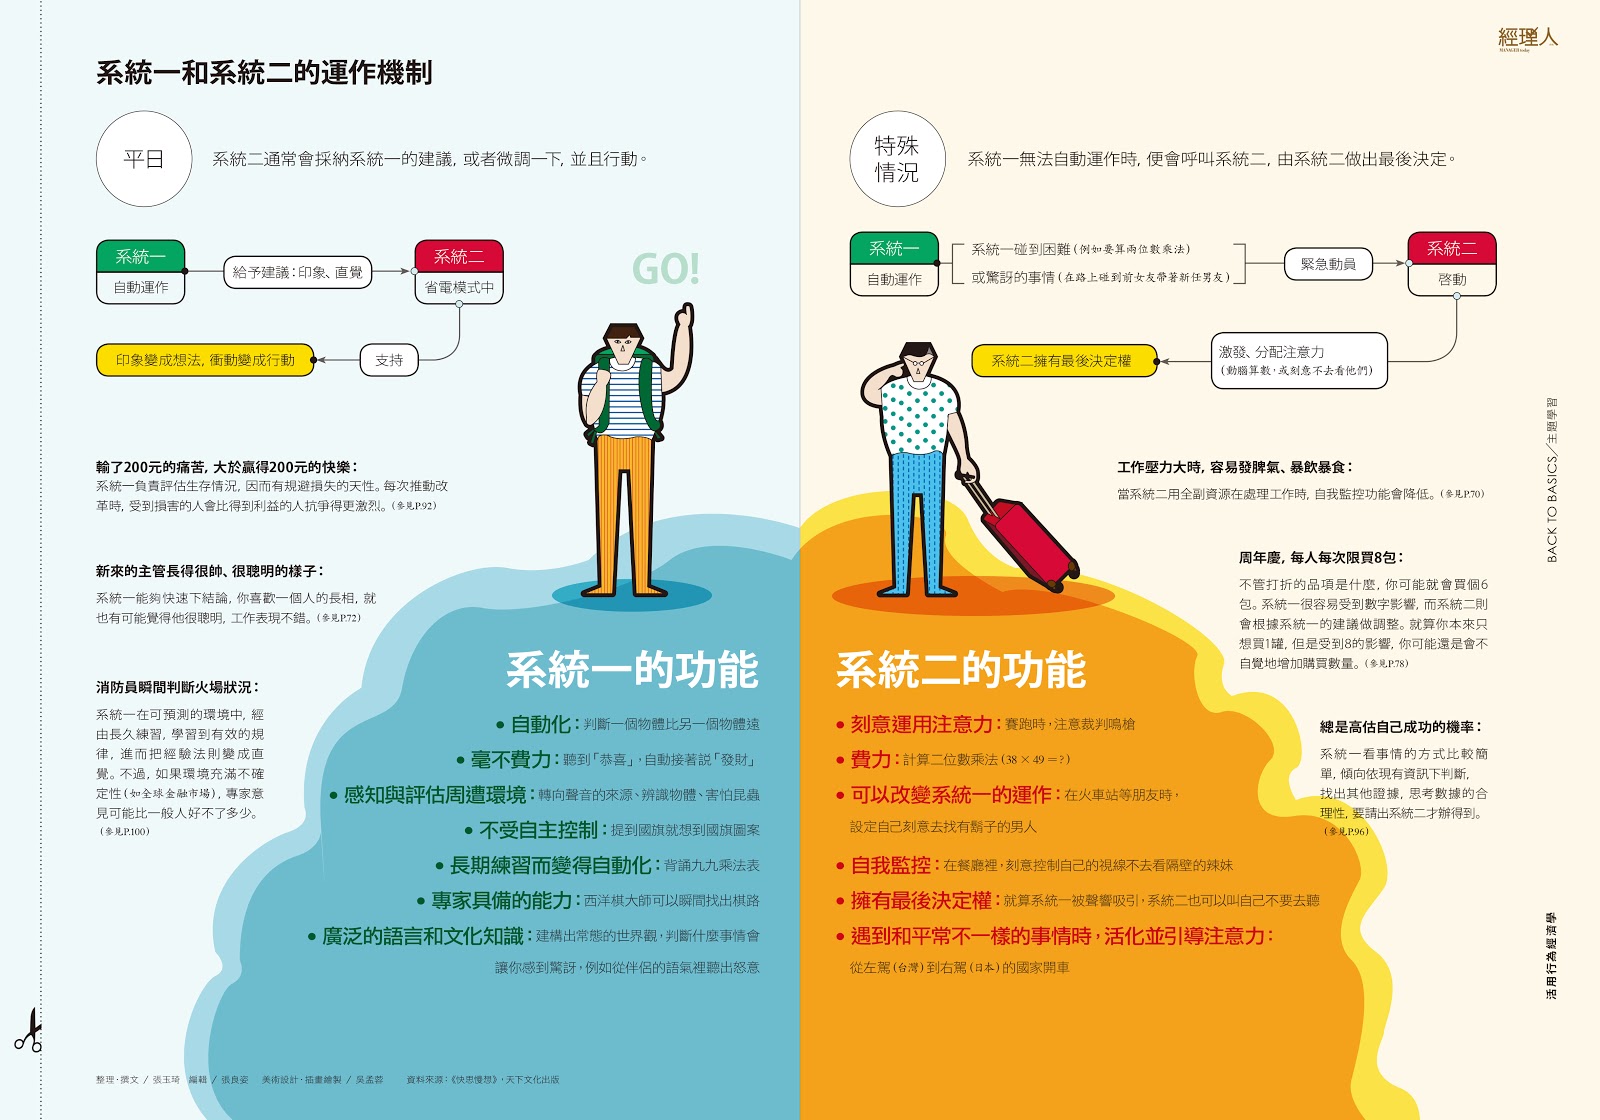 經理人
MANAGER today
系統一和系統二的運作機制
平日
系統二通常會採納系統一的建議, 或者微調一下, 並且行動。
系統一
自動運作
給予建議：印象、直覺
系統二
省電模式中
印象變成想法, 衝動變成行動
支持
GO!
輸了200元的痛苦, 大於贏得200元的快樂：
系統一負責評估生存情況, 因而有規避損失的天性。每次推動改
革時, 受到損害的人會比得到利益的人抗爭得更激烈。(參見P.92)
新來的主管長得很帥、很聰明的樣子：
系統一能夠快速下結論, 你喜歡一個人的長相, 就
也有可能覺得他很聰明, 工作表現不錯。(參見P.72)
消防員瞬間判斷火場狀況：
系統一在可預測的環境中, 經
由長久練習, 學習到有效的規
律, 進而把經驗法則變成直
覺。不過, 如果環境充滿不確
定性(如全球金融市場), 專家意
見可能比一般人好不了多少。
(參見P.100)
系統一的功能
● 自動化：判斷一個物體比另一個物體遠
● 毫不費力：聽到「恭喜」, 自動接著說「發財」
● 感知與評估周遭環境：轉向聲音的來源、辨識物體、害怕昆蟲
● 不受自主控制：提到國旗就想到國旗圖案
● 長期練習而變得自動化：背誦九九乘法表
● 專家具備的能力：西洋棋大師可以瞬間找出棋路
● 廣泛的語言和文化知識：建構出常態的世界觀, 判斷什麼事情會
讓你感到驚訝, 例如從伴侶的語氣裡聽出怒意
整理·撰文 / 張玉琦 編輯 / 張良姿 美術設計·插畫繪製 / 吳孟蓉 資料來源：《快思慢想》, 天下文化出版
特殊
情況
系統一無法自動運作時, 便會呼叫系統二, 由系統二做出最後決定。
系統一
自動運作
系統一碰到困難(例如要算兩位數乘法)
或驚訝的事情(在路上碰到前女友帶著新任男友)
緊急動員
系統二
啓動
系統二擁有最後決定權
激發、分配注意力
(動腦算數, 或刻意不去看他們)
工作壓力大時, 容易發脾氣、暴飲暴食：
當系統二用全副資源在處理工作時, 自我監控功能會降低。(參見P.70)
周年慶, 每人每次限買8包：
不管打折的品項是什麼, 你可能就會買個6
包。系統一很容易受到數字影響, 而系統二則
會根據系統一的建議做調整。就算你本來只
想買1罐, 但是受到8的影響, 你可能還是會不
自覺地增加購買數量。(參見P.78)
總是高估自己成功的機率：
系統一看事情的方式比較簡
單, 傾向依現有資訊下判斷,
找出其他證據, 思考數據的合
理性, 要請出系統二才辦得到。
(參見P.96)
系統二的功能
● 刻意運用注意力：賽跑時, 注意裁判鳴槍
● 費力：計算二位數乘法(38 × 49 =?)
● 可以改變系統一的運作：在火車站等朋友時,
設定自己刻意去找有鬍子的男人
● 自我監控：在餐廳裡, 刻意控制自己的視線不去看隔壁的辣妹
● 擁有最後決定權：就算系統一被聲響吸引, 系統二也可以叫自己不要去聽
● 遇到和平常不一樣的事情時, 活化並引導注意力：
從左駕(台灣)到右駕(日本)的國家開車
BACK TO BASICS／主題學習
活用行為經濟學